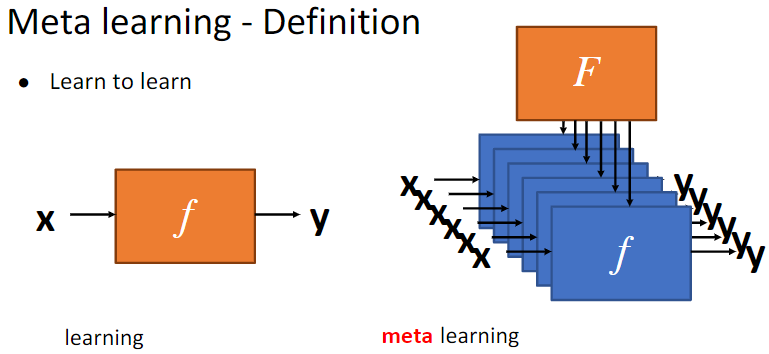 Meta learning - Definition
● Learn to learn
F
x
f
y
x
x
x
x
x
x
y
y
y
y
y
y
f
learning
meta learning